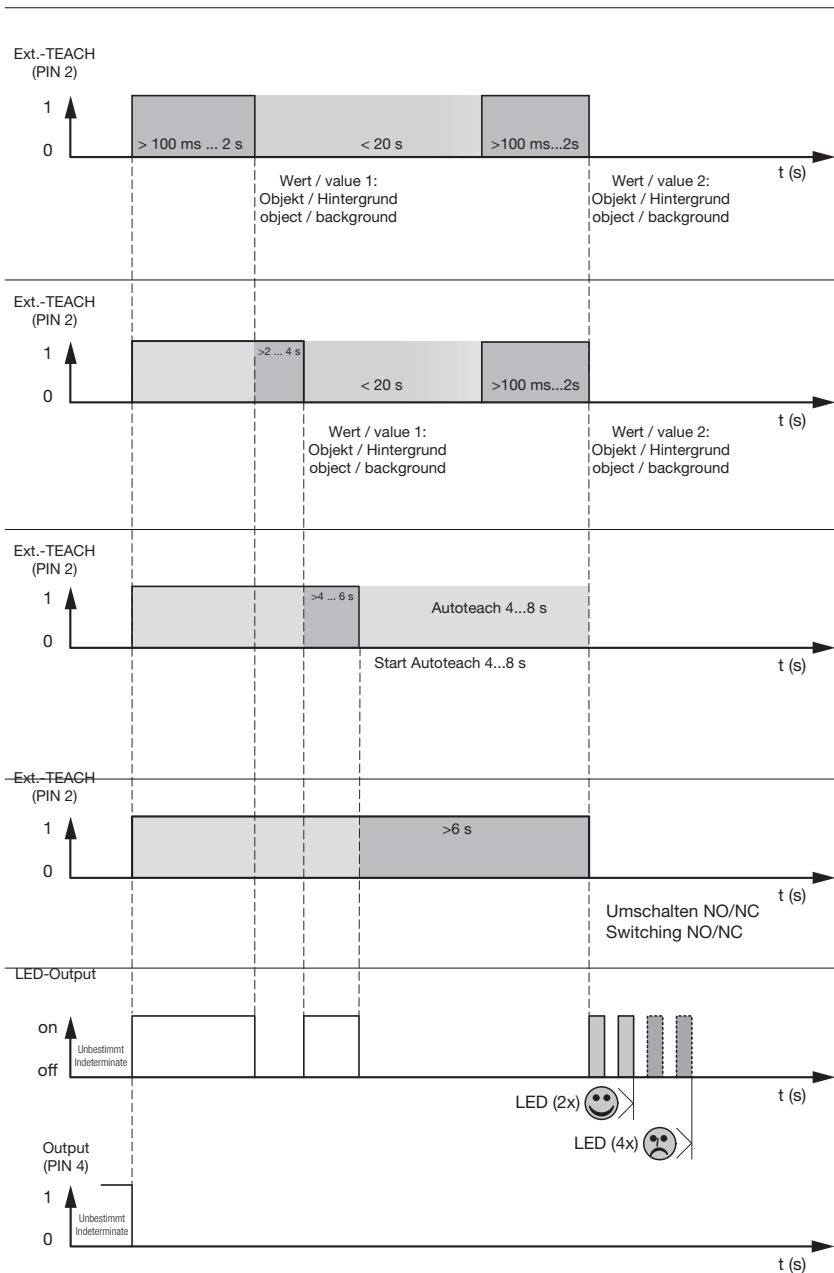 Ext.-TEACH
(PIN 2)
1
0
> 100 ms ... 2 s
< 20 s
>100 ms...2s
t (s)
Wert / value 1:
Objekt / Hintergrund
object / background
Wert / value 2:
Objekt / Hintergrund
object / background
Ext.-TEACH
(PIN 2)
1
0
>2 ... 4 s
< 20 s
>100 ms...2s
t (s)
Wert / value 1:
Objekt / Hintergrund
object / background
Wert / value 2:
Objekt / Hintergrund
object / background
Ext.-TEACH
(PIN 2)
1
0
>4 ... 6 s
Autoteach 4...8 s
Start Autoteach 4...8 s
t (s)
Ext.-TEACH
(PIN 2)
1
0
>6 s
t (s)
Umschalten NO/NC
Switching NO/NC
LED-Output
on
off
Unbestimmt
Indeterminate
t (s)
LED (2x)
LED (4x)
Output
(PIN 4)
1
0
Unbestimmt
Indeterminate
t (s)